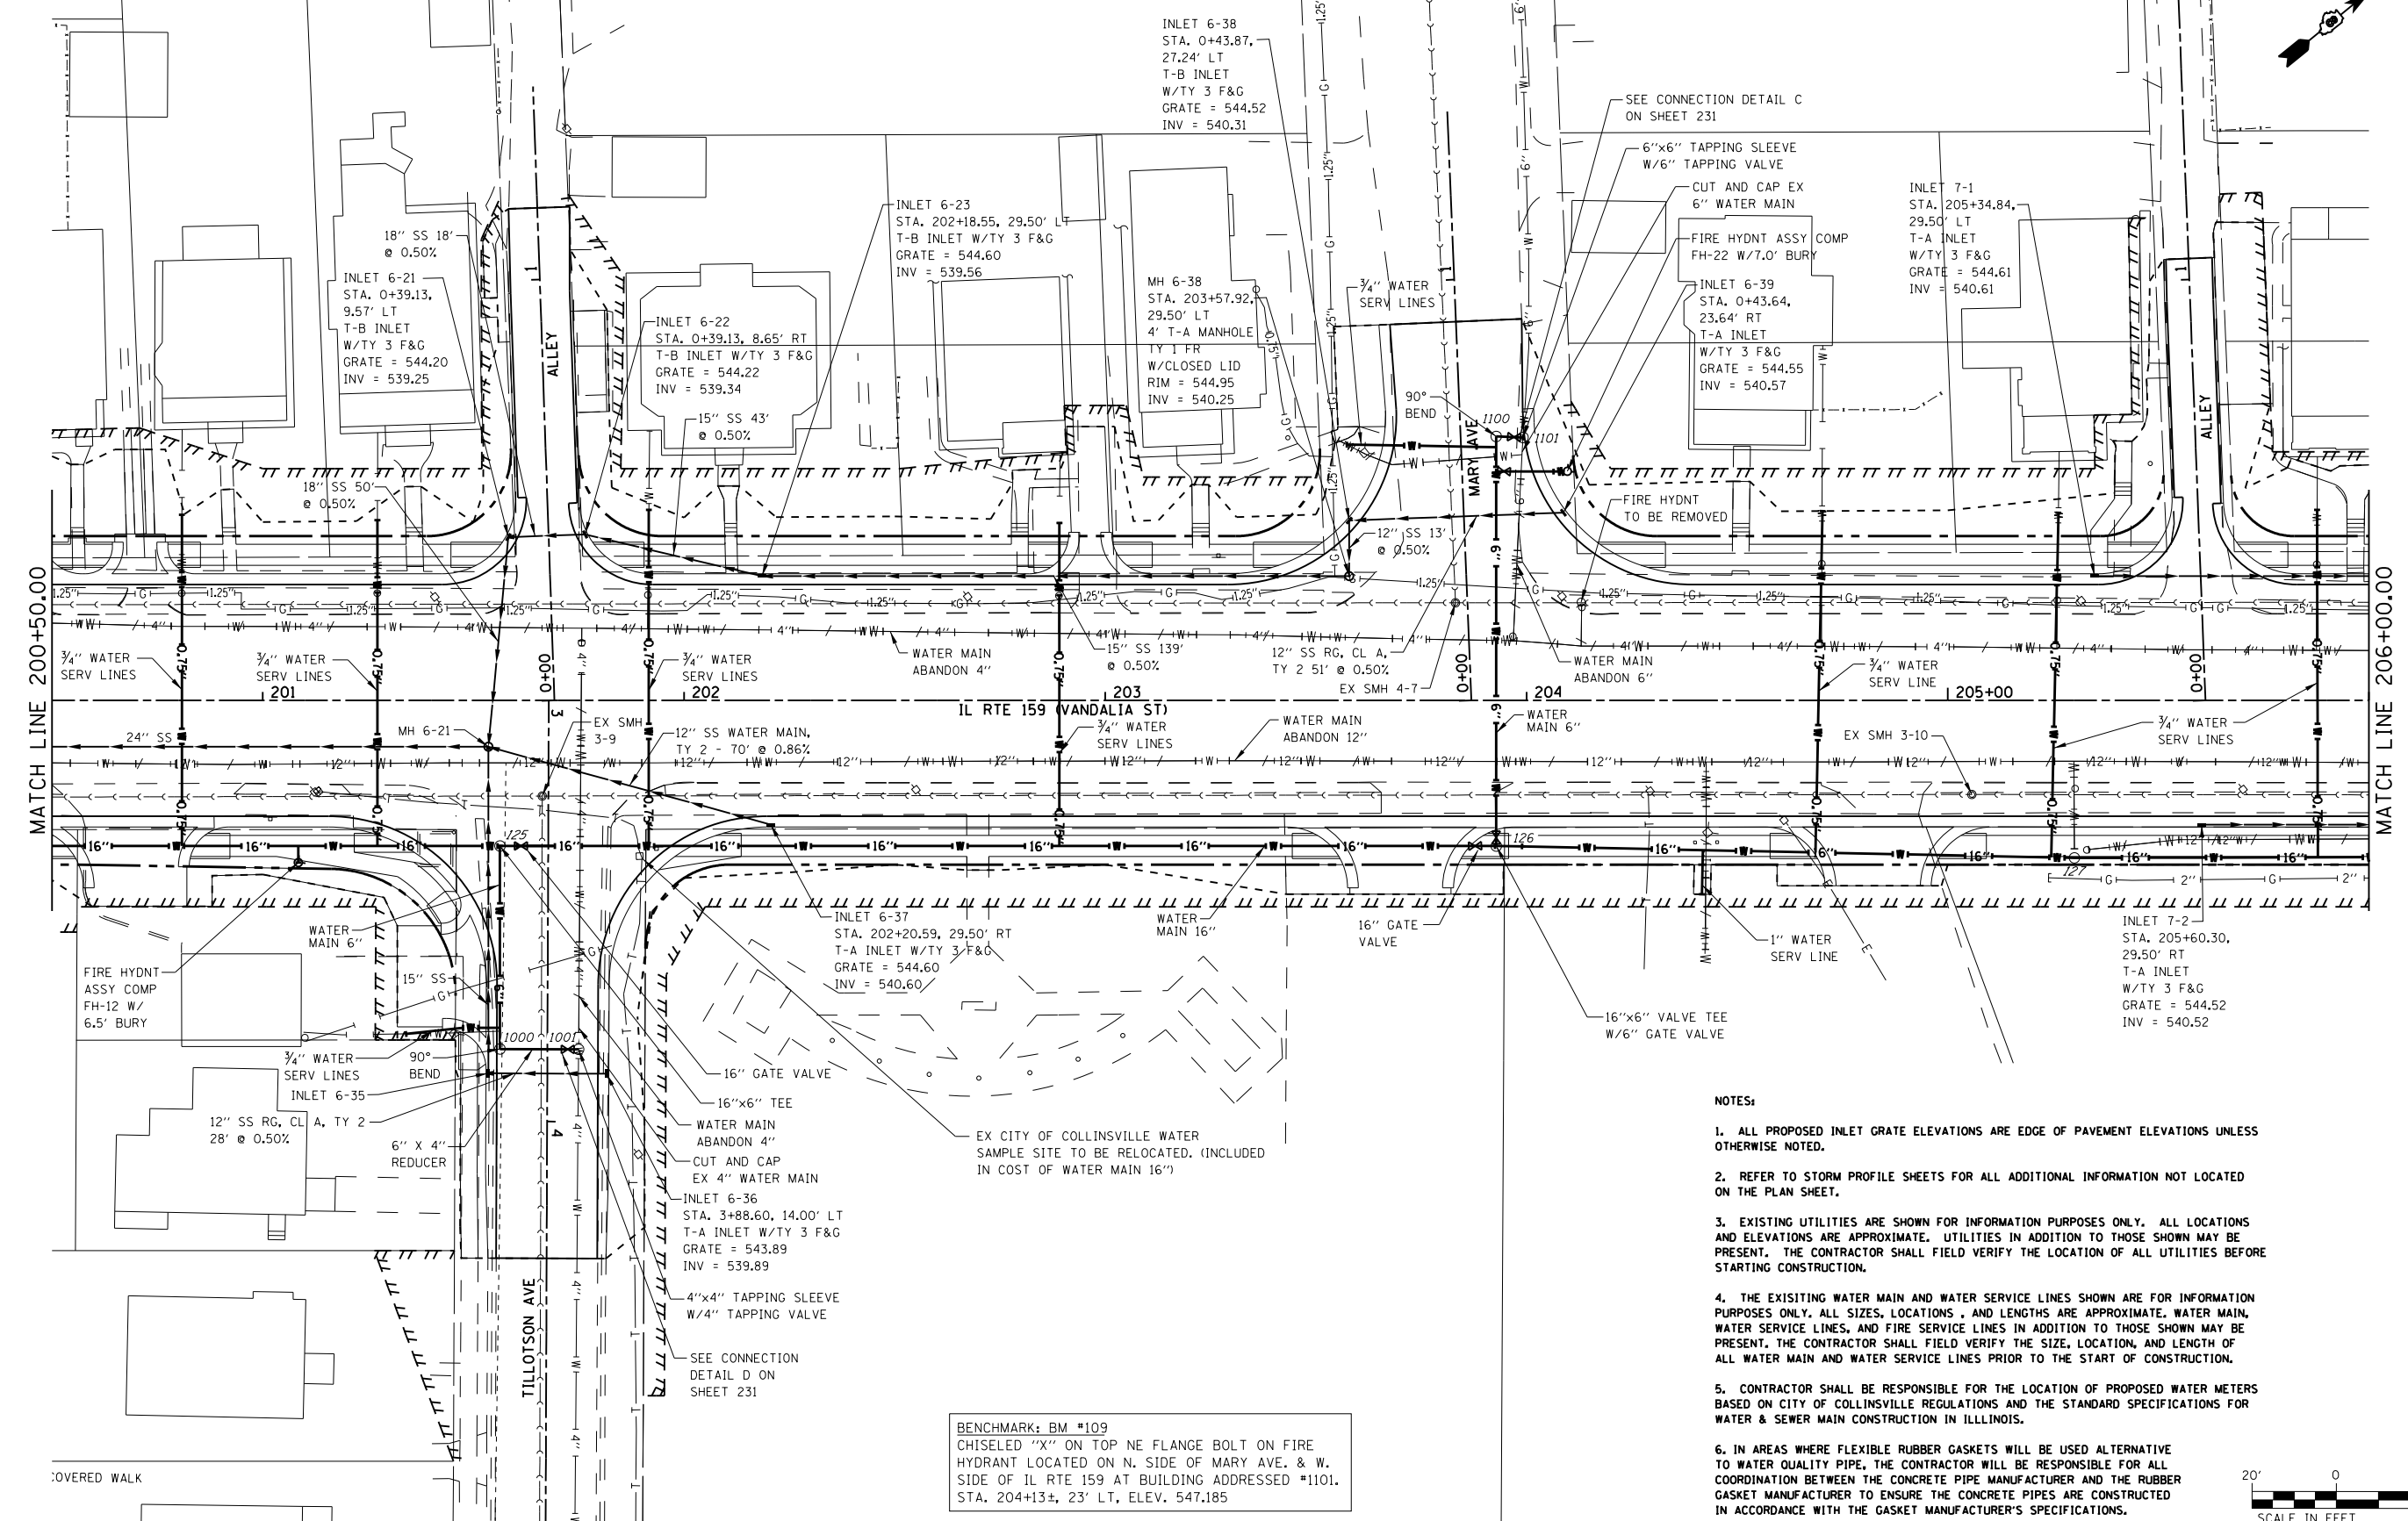 INLET 6-38
STA. 0+43.87,
27.24' LT
T-B INLET
W/TY 3 F&G
GRATE = 544.52
INV = 540.31
SEE CONNECTION DETAIL C
ON SHEET 231
6"x6" TAPPING SLEEVE
W/6" TAPPING VALVE
CUT AND CAP EX
6" WATER MAIN
FIRE HYDNT ASSY COMP
FH-22 W/7.0' BURY
INLET 6-39
STA. 0+43.64,
23.64' RT
T-A INLET
W/TY 3 F&G
GRATE = 544.55
INV = 540.57
INLET 7-1
STA. 205+34.84,
29.50' LT
T-A INLET
W/TY 3 F&G
GRATE = 544.61
INV = 540.61
18" SS 18'
@ 0.50%
INLET 6-21
STA. 0+39.13,
9.57' LT
T-B INLET
W/TY 3 F&G
GRATE = 544.20
INV = 539.25
INLET 6-23
STA. 202+18.55, 29.50' LT
T-B INLET W/TY 3 F&G
GRATE = 544.60
INV = 539.56
INLET 6-22
STA. 0+39.13, 8.65' RT
T-B INLET W/TY 3 F&G
GRATE = 544.22
INV = 539.34
15" SS 43'
@ 0.50%
MH 6-38
STA. 203+57.92,
29.50' LT
4' T-A MANHOLE
TY 1 FR
W/CLOSED LID
RIM = 544.95
INV = 540.25
3/4" WATER
SERV LINES
90°
BEND
1100
1101
1
ALLEY
1
MARY AVE
1
ALLEY
18" SS 50'
@ 0.50%
FIRE HYDNT
TO BE REMOVED
12" SS 13'
@ 0.50%
MATCH LINE 200+50.00
MATCH LINE 206+00.00
3/4" WATER
SERV LINES
3/4" WATER
SERV LINES
3/4" WATER
SERV LINES
WATER MAIN
ABANDON 4"
15" SS 139'
@ 0.50%
12" SS RG, CL A,
TY 2 51' @ 0.50%
EX SMH 4-7
WATER MAIN
ABANDON 6"
3/4" WATER
SERV LINE
0+00
0+00
0+00
201
202
203
204
205+00
3
IL RTE 159 (VANDALIA ST)
24" SS
MH 6-21
EX SMH
3-9
12" SS WATER MAIN,
TY 2 - 70' @ 0.86%
3/4" WATER
SERV LINES
WATER MAIN
ABANDON 12"
WATER
MAIN 6"
EX SMH 3-10
3/4" WATER
SERV LINES
125
126
127
WATER
MAIN 6"
FIRE HYDNT
ASSY COMP
FH-12 W/
6.5' BURY
15" SS
INLET 6-37
STA. 202+20.59, 29.50' RT
T-A INLET W/TY 3 F&G
GRATE = 544.60
INV = 540.60
WATER
MAIN 16"
16" GATE
VALVE
1" WATER
SERV LINE
INLET 7-2
STA. 205+60.30,
29.50' RT
T-A INLET
W/TY 3 F&G
GRATE = 544.52
INV = 540.52
16"x6" VALVE TEE
W/6" GATE VALVE
3/4" WATER
SERV LINES
90°
BEND
1000
1001
INLET 6-35
12" SS RG, CL A, TY 2
28' @ 0.50%
6" X 4"
REDUCER
16" GATE VALVE
16"x6" TEE
WATER MAIN
ABANDON 4"
CUT AND CAP
EX 4" WATER MAIN
INLET 6-36
STA. 3+88.60, 14.00' LT
T-A INLET W/TY 3 F&G
GRATE = 543.89
INV = 539.89
4"x4" TAPPING SLEEVE
W/4" TAPPING VALVE
SEE CONNECTION
DETAIL D ON
SHEET 231
4
TILLOTSON AVE
EX CITY OF COLLINSVILLE WATER
SAMPLE SITE TO BE RELOCATED. (INCLUDED
IN COST OF WATER MAIN 16")
COVERED WALK
BENCHMARK: BM #109
CHISELED "X" ON TOP NE FLANGE BOLT ON FIRE
HYDRANT LOCATED ON N. SIDE OF MARY AVE. & W.
SIDE OF IL RTE 159 AT BUILDING ADDRESSED #1101.
STA. 204+13±, 23' LT, ELEV. 547.185
NOTES:
1. ALL PROPOSED INLET GRATE ELEVATIONS ARE EDGE OF PAVEMENT ELEVATIONS UNLESS
OTHERWISE NOTED.
2. REFER TO STORM PROFILE SHEETS FOR ALL ADDITIONAL INFORMATION NOT LOCATED
ON THE PLAN SHEET.
3. EXISTING UTILITIES ARE SHOWN FOR INFORMATION PURPOSES ONLY. ALL LOCATIONS
AND ELEVATIONS ARE APPROXIMATE. UTILITIES IN ADDITION TO THOSE SHOWN MAY BE
PRESENT. THE CONTRACTOR SHALL FIELD VERIFY THE LOCATION OF ALL UTILITIES BEFORE
STARTING CONSTRUCTION.
4. THE EXISITING WATER MAIN AND WATER SERVICE LINES SHOWN ARE FOR INFORMATION
PURPOSES ONLY. ALL SIZES, LOCATIONS , AND LENGTHS ARE APPROXIMATE. WATER MAIN,
WATER SERVICE LINES, AND FIRE SERVICE LINES IN ADDITION TO THOSE SHOWN MAY BE
PRESENT. THE CONTRACTOR SHALL FIELD VERIFY THE SIZE, LOCATION, AND LENGTH OF
ALL WATER MAIN AND WATER SERVICE LINES PRIOR TO THE START OF CONSTRUCTION.
5. CONTRACTOR SHALL BE RESPONSIBLE FOR THE LOCATION OF PROPOSED WATER METERS
BASED ON CITY OF COLLINSVILLE REGULATIONS AND THE STANDARD SPECIFICATIONS FOR
WATER & SEWER MAIN CONSTRUCTION IN ILLLINOIS.
6. IN AREAS WHERE FLEXIBLE RUBBER GASKETS WILL BE USED ALTERNATIVE
TO WATER QUALITY PIPE, THE CONTRACTOR WILL BE RESPONSIBLE FOR ALL
COORDINATION BETWEEN THE CONCRETE PIPE MANUFACTURER AND THE RUBBER
GASKET MANUFACTURER TO ENSURE THE CONCRETE PIPES ARE CONSTRUCTED
IN ACCORDANCE WITH THE GASKET MANUFACTURER'S SPECIFICATIONS.
20' 0
SCALE IN FEET